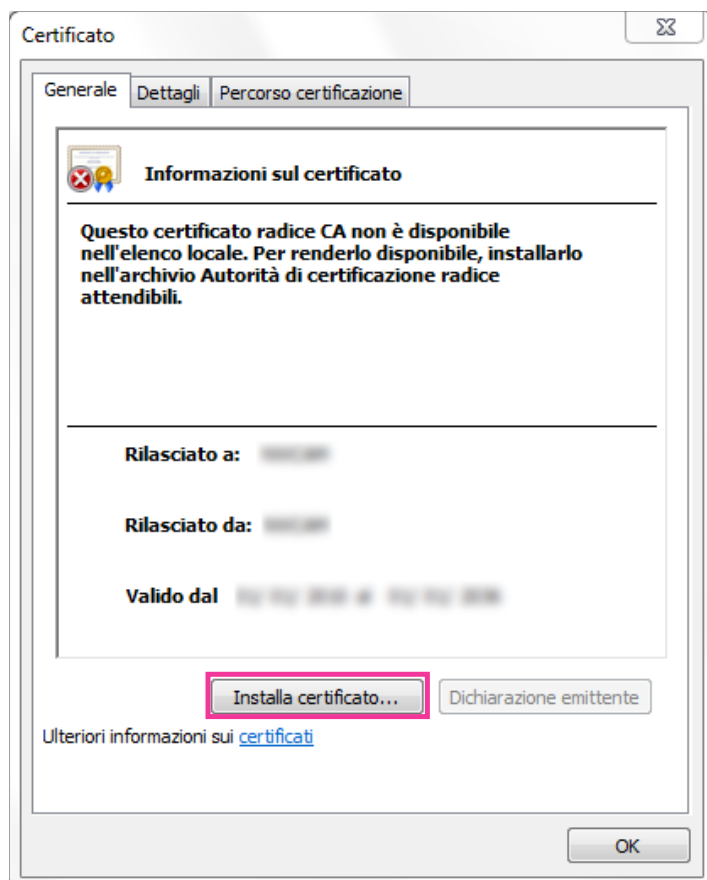 Certificato
Generale Dettagli Percorso certificazione
Informazioni sul certificato
Questo certificato radice CA non è disponibile
nell'elenco locale. Per renderlo disponibile, installarlo
nell'archivio Autorità di certificazione radice
attendibili.
Rilasciato a:
Rilasciato da:
Valido dal
Installa certificato... Dichiarazione emittente
Ulteriori informazioni sui certificati
OK